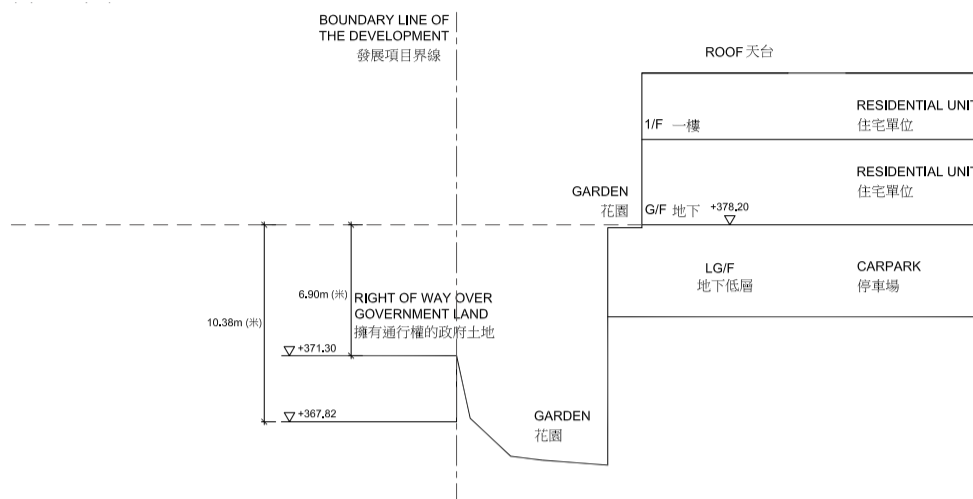 BOUNDARY LINE OF
THE DEVELOPMENT
發展項目界線
ROOF 天台
1/F 一樓
RESIDENTIAL UNIT
住宅單位
RESIDENTIAL UNIT
住宅單位
GARDEN
花園
G/F 地下 +378.20
LG/F
地下低層
CARPARK
停車場
6.90m (米)
RIGHT OF WAY OVER
GOVERNMENT LAND
擁有通行權的政府土地
10.38m (米)
+371.30
+367.82
GARDEN
花園